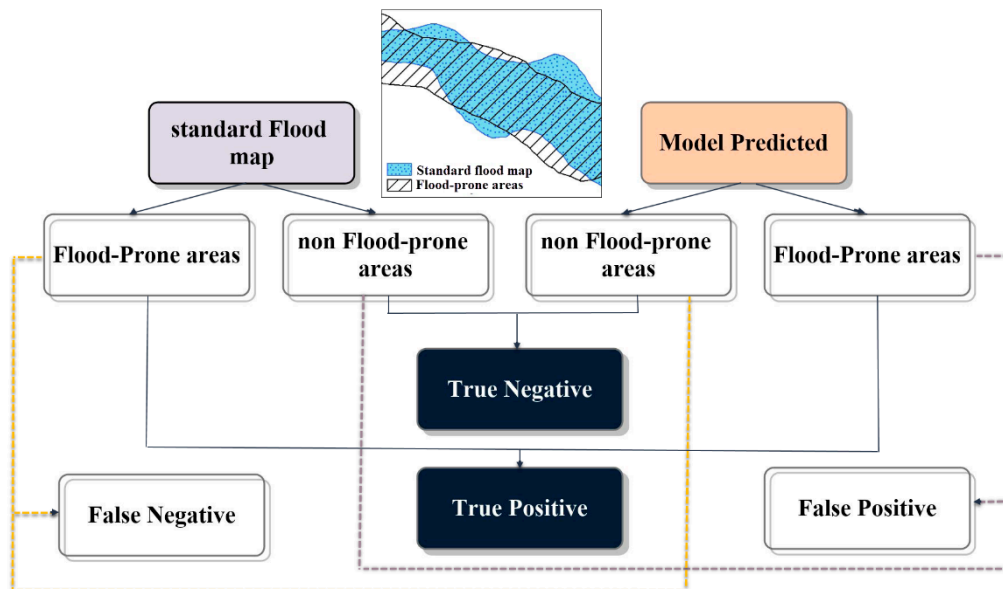 standard Flood
map
Standard flood map
Flood-prone areas
Model Predicted
Flood-Prone areas
non Flood-prone
areas
non Flood-prone
areas
Flood-Prone areas
True Negative
False Negative
True Positive
False Positive